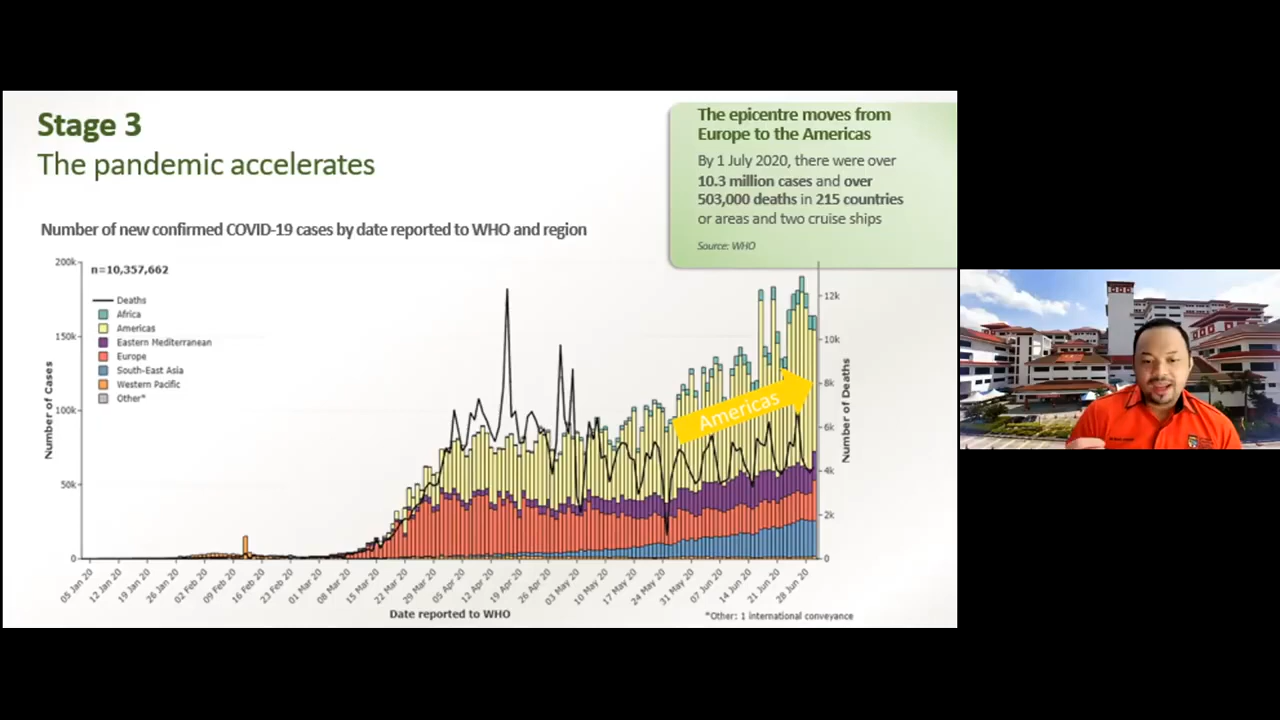 Stage 3
The pandemic accelerates
The epicentre moves from
Europe to the Americas
By 1 July 2020, there were over
10.3 million cases and over
503,000 deaths in 215 countries
or areas and two cruise ships
Source: WHO
Number of new confirmed COVID-19 cases by date reported to WHO and region
n=10,357,662
Deaths
Africa
Americas
Eastern Mediterranean
Europe
South-East Asia
Western Pacific
Other*
Number of Cases
200k
150k
100k
50k
0
Americas
12k
10k
8k
6k
4k
2k
0
Number of Deaths
05 Jan 20
12 Jan 20
19 Jan 20
26 Jan 20
02 Feb 20
09 Feb 20
16 Feb 20
23 Feb 20
01 Mar 20
08 Mar 20
15 Mar 20
22 Mar 20
29 Mar 20
05 Apr 20
12 Apr 20
19 Apr 20
26 Apr 20
03 May 20
10 May 20
17 May 20
24 May 20
31 May 20
07 Jun 20
14 Jun 20
21 Jun 20
28 Jun 20
Date reported to WHO
*Other: 1 international conveyance